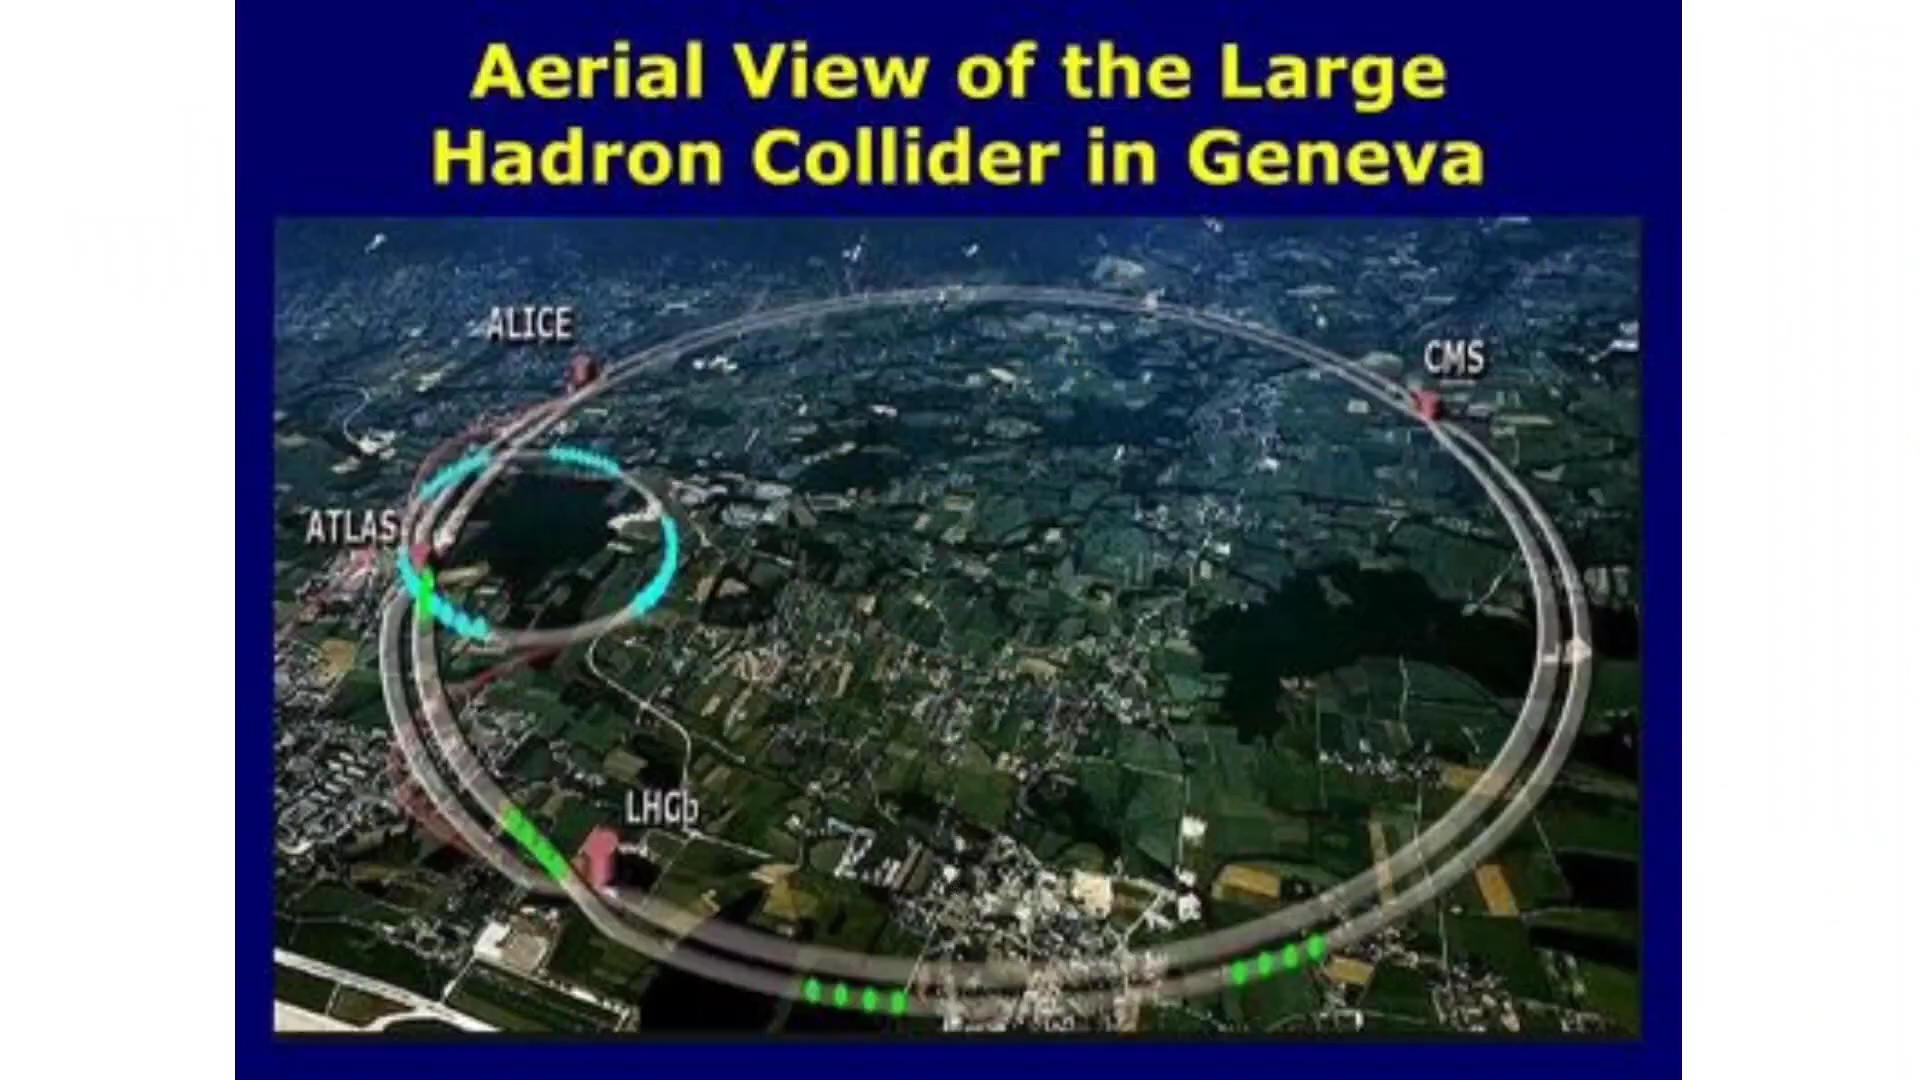 Aerial View of the Large
Hadron Collider in Geneva
ALICE
CMS
ATLAS
LHCb